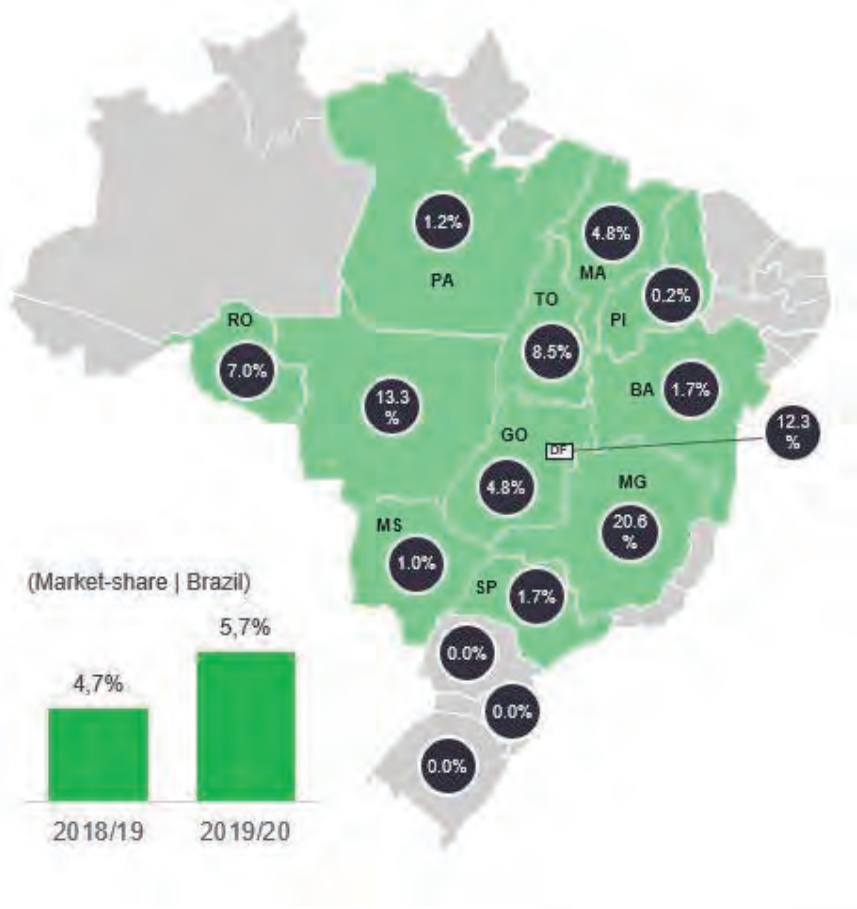 1.2%
PA
4.8%
MA
TO
0.2%
PI
RO
8.5%
7.0%
13.3
%
BA
1.7%
12.3
%
GO
DF
4.8%
MG
20.6
%
MS
1.0%
SP
1.7%
(Market-share | Brazil)
5,7%
4,7%
0.0%
0.0%
0.0%
2018/19
2019/20